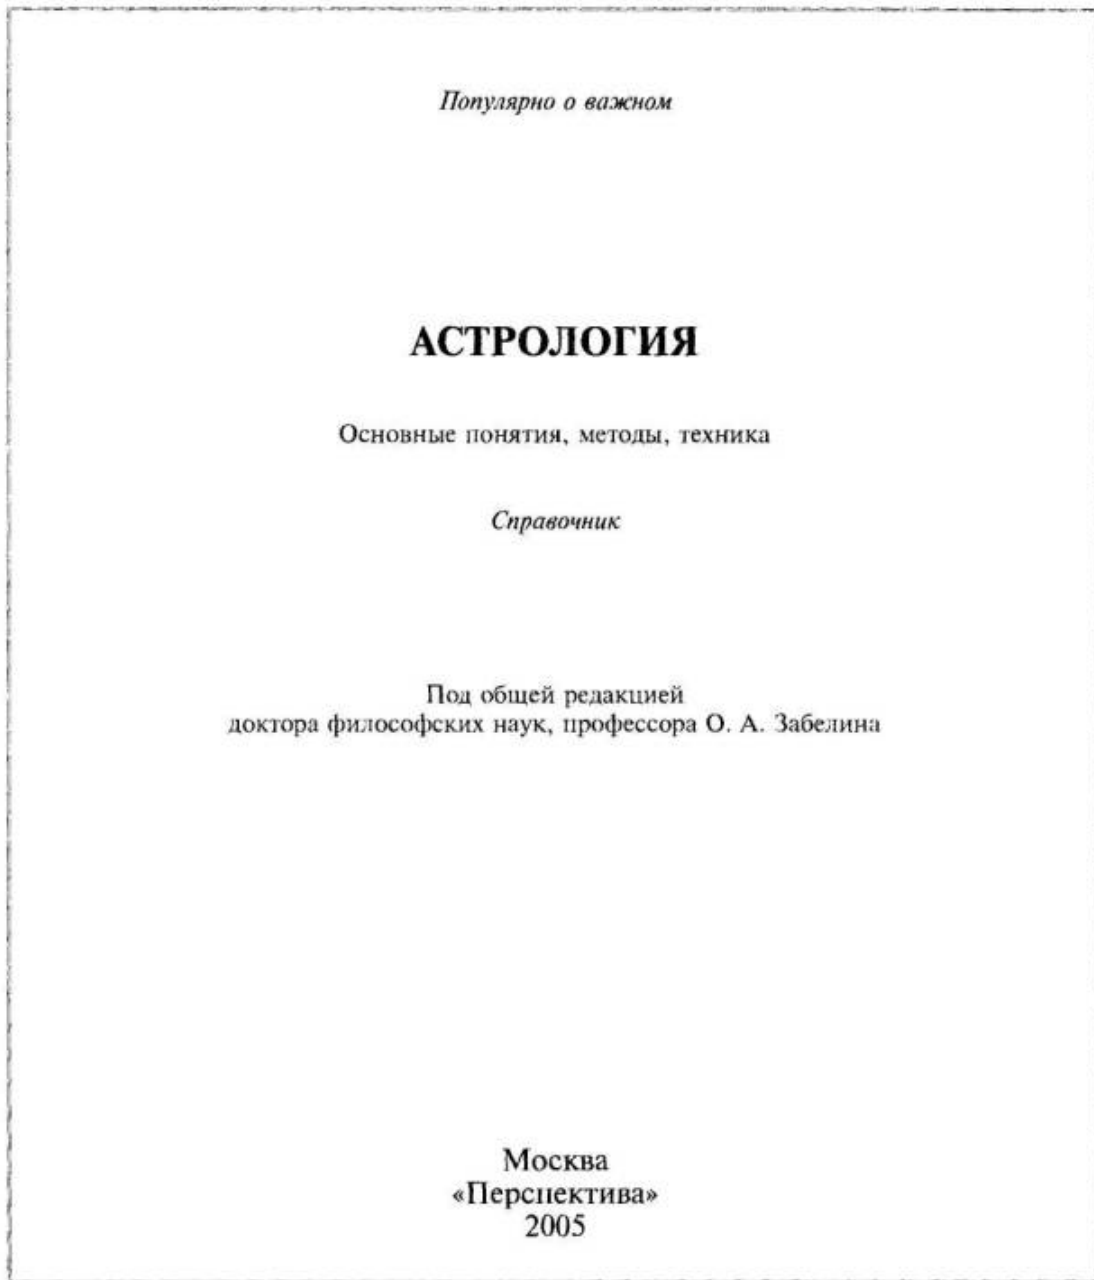 Популярно о важном
АСТРОЛОГИЯ
Основные понятия, методы, техника
Справочник
Под общей редакцией
доктора философских наук, профессора О. А. Забелина
Москва
«Перспектива»
2005